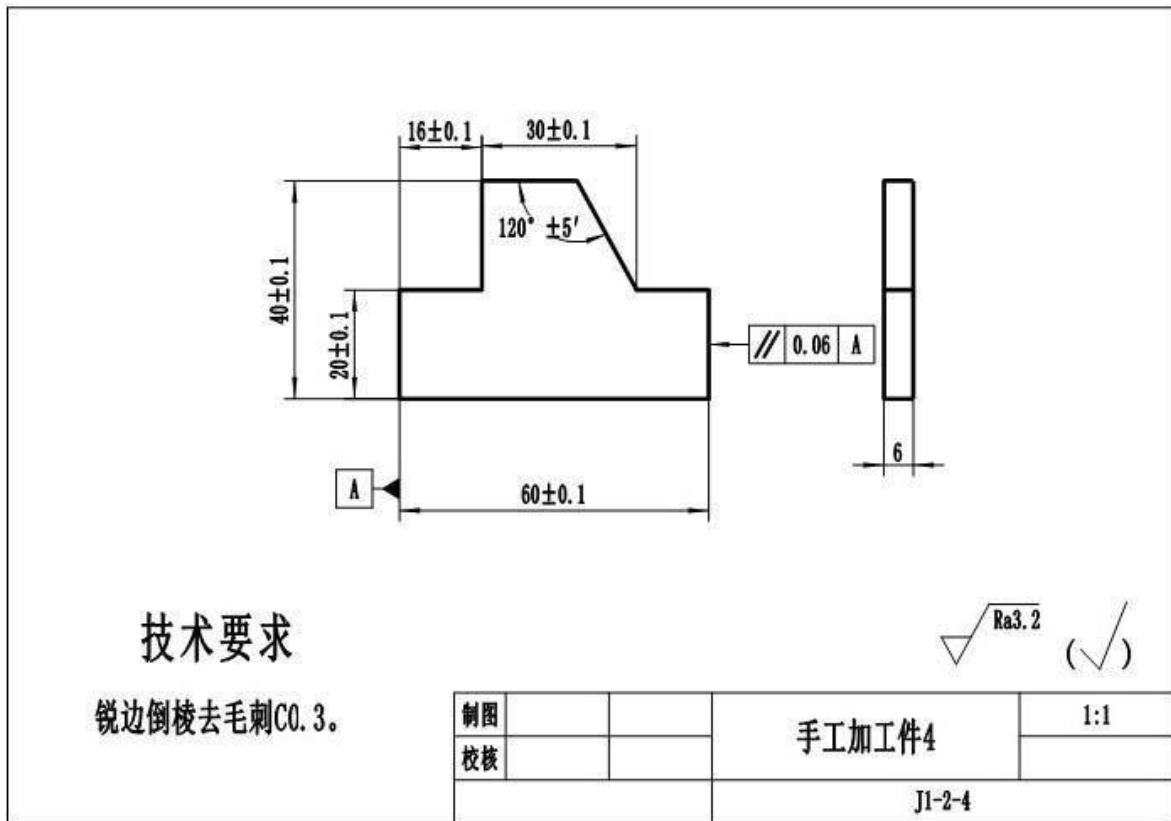 16±0.1
30±0.1
120° ±5′
40±0.1
20±0.1
// 0.06 A
6
A
60±0.1
技术要求
锐边倒棱去毛刺C0.3。
Ra3.2
(√)
制图
校核
手工加工件4
1:1
J1-2-4